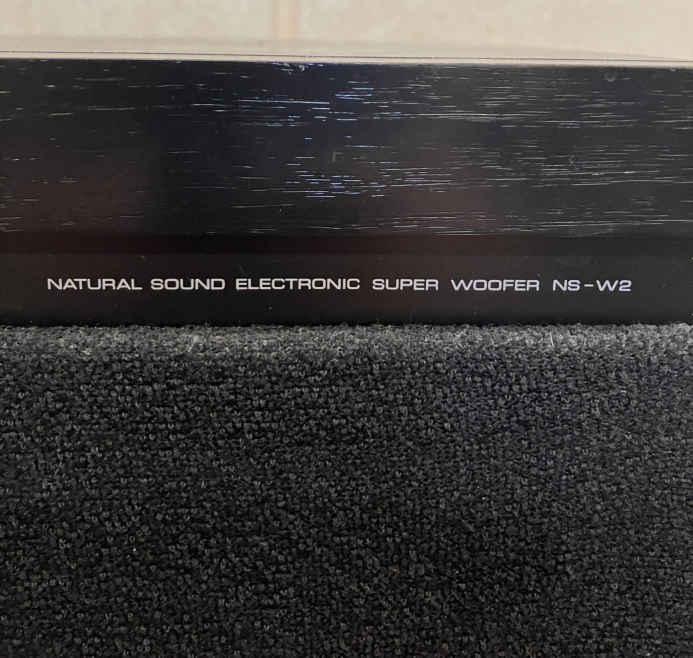 NATURAL SOUND ELECTRONIC SUPER WOOFER NS-W2